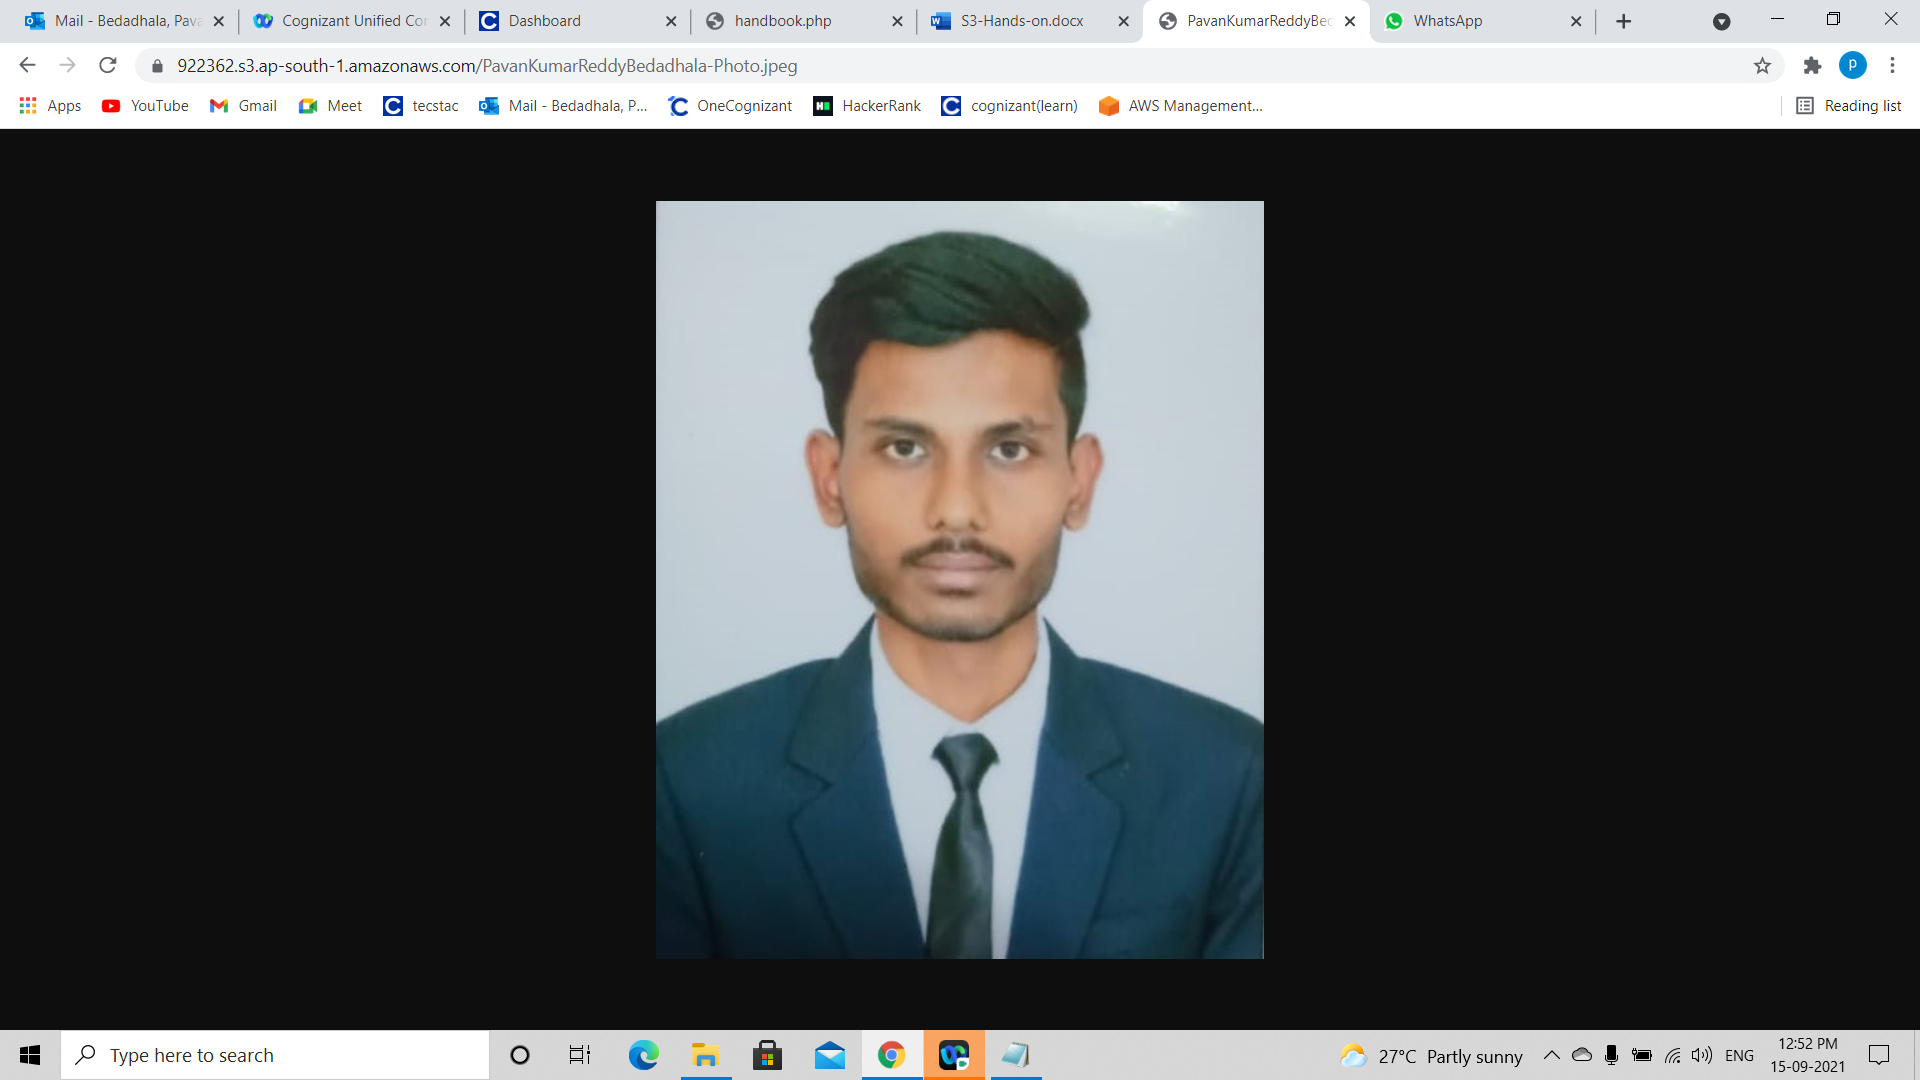 Mail - Bedadhala, Pava
Cognizant Unified Con
Dashboard
handbook.php
S3-Hands-on.docx
PavanKumarReddyBed
WhatsApp
922362.s3.ap-south-1.amazonaws.com/PavanKumarReddyBedadhala-Photo.jpeg
p
Apps
YouTube
Gmail
Meet
tecstac
Mail - Bedadhala, P...
OneCognizant
HackerRank
cognizant(learn)
AWS Management...
Reading list
Type here to search
27°C Partly sunny
ENG
12:52 PM
15-09-2021